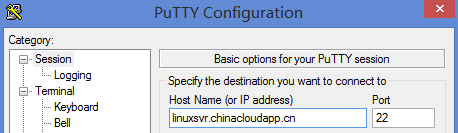 PuTTY Configuration
Category:
Session
Logging
Terminal
Keyboard
Bell
Basic options for your PuTTY session
Specify the destination you want to connect to
Host Name (or IP address) Port
linuxsvr.chinacloudapp.cn 22